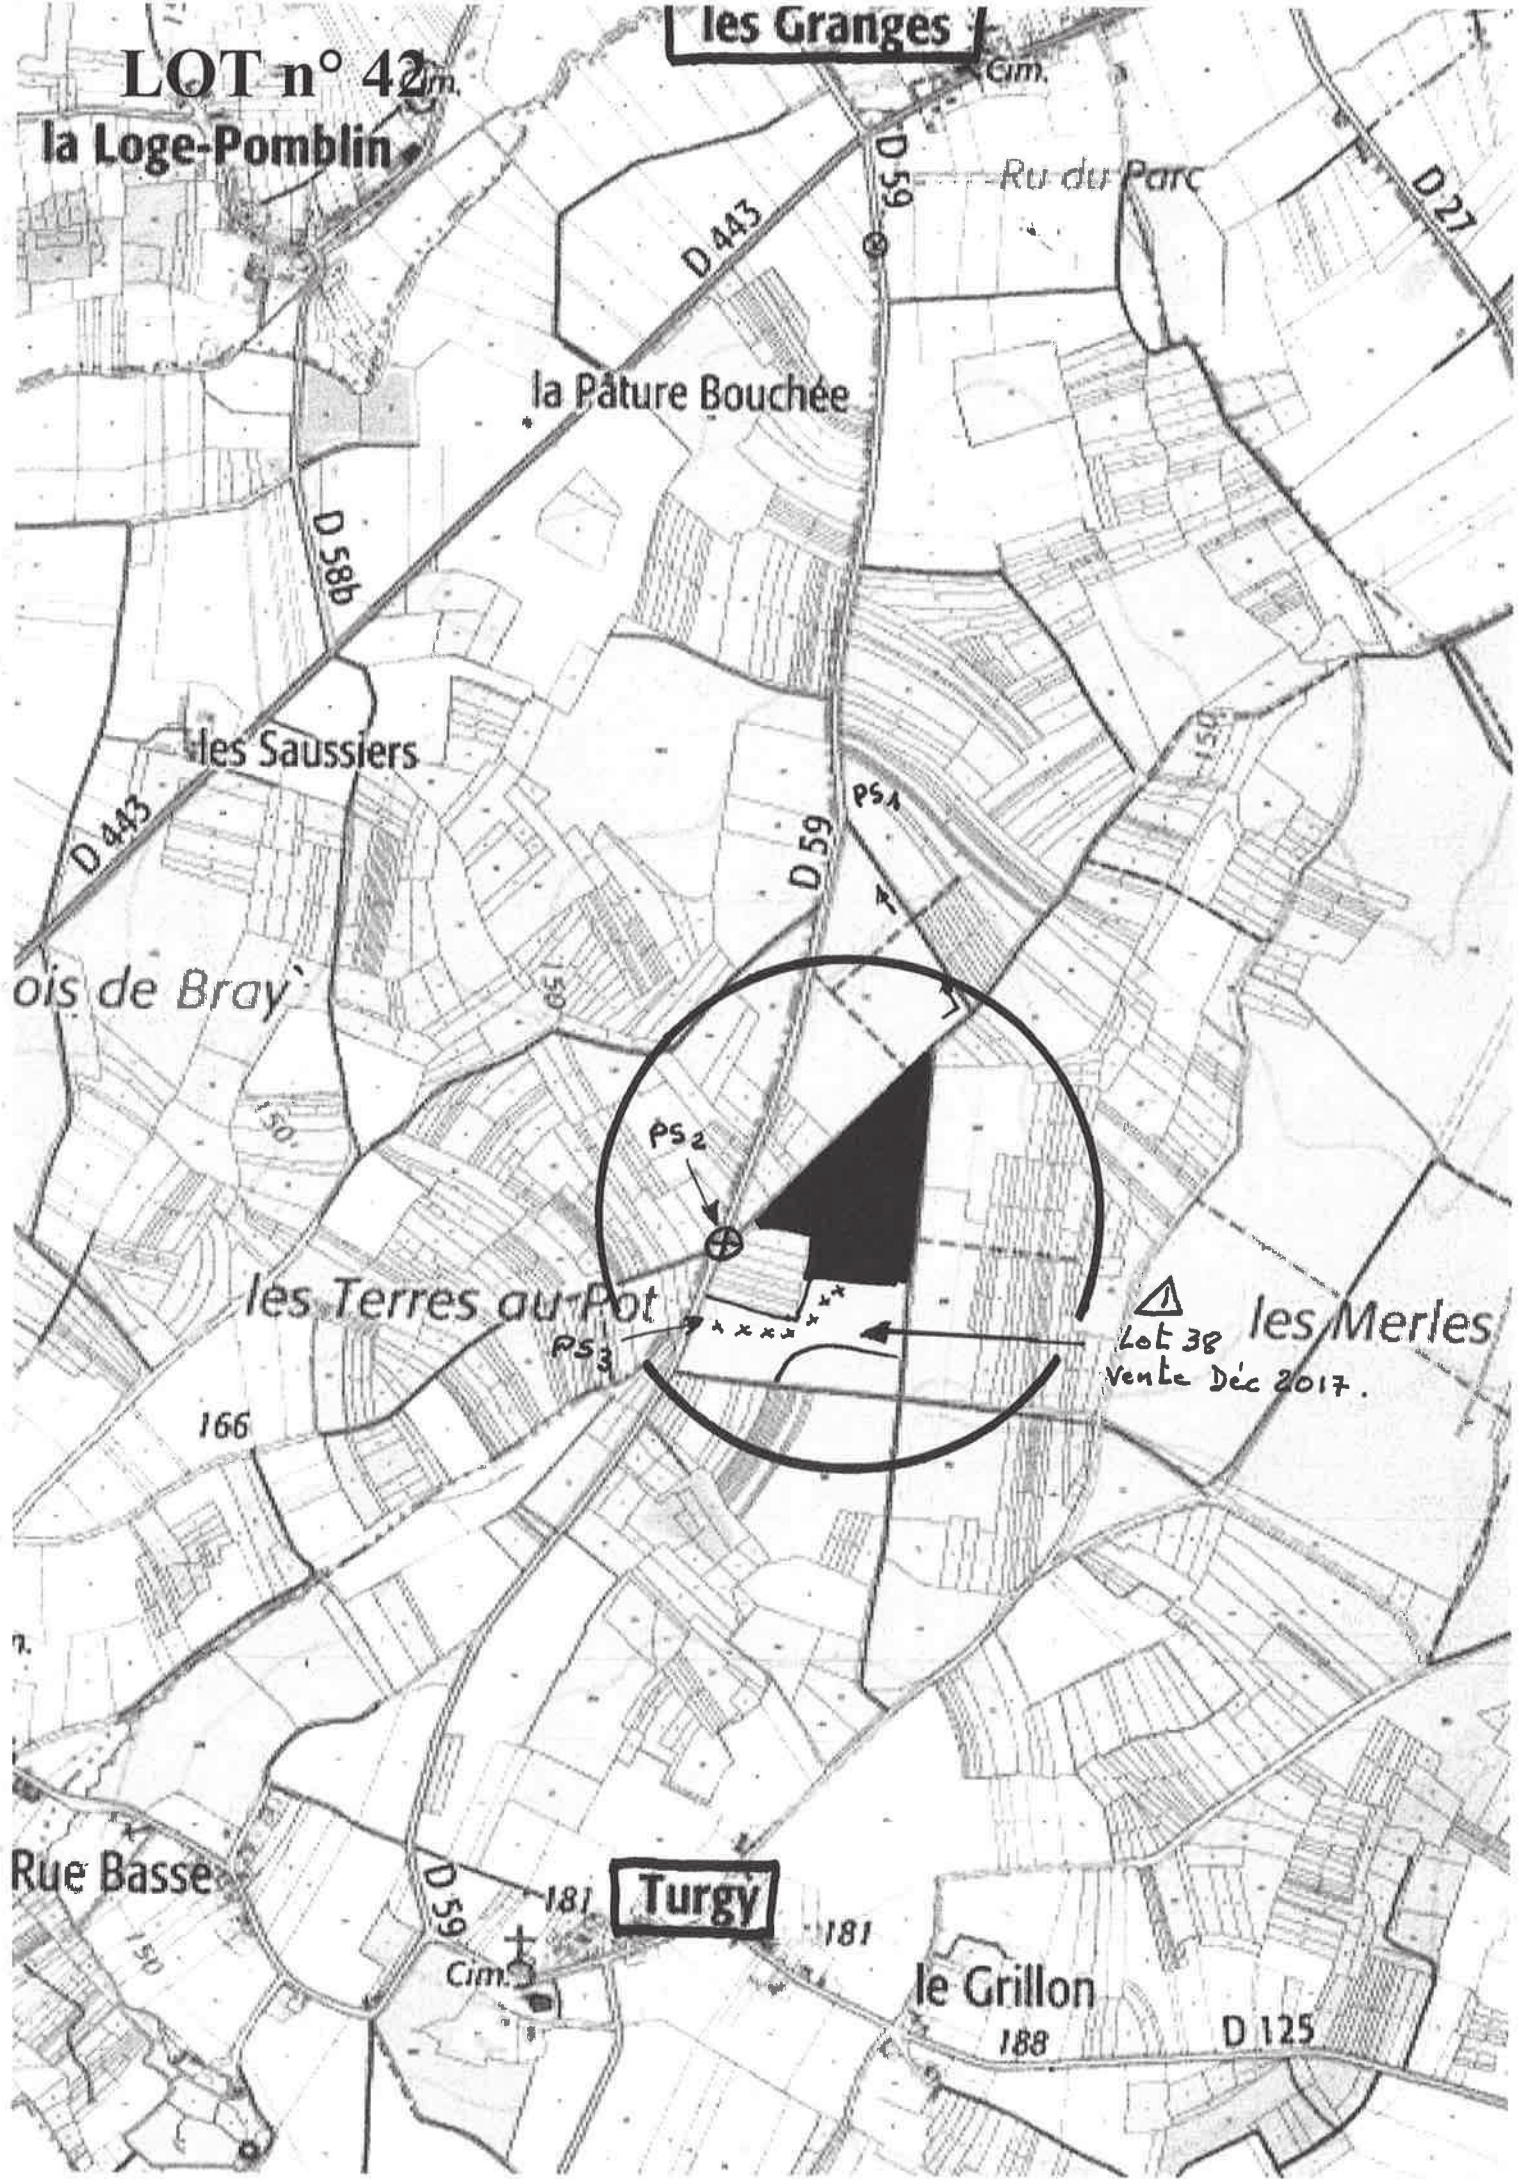 les Granges
LOT n° 42
Cim.
la Loge-Pomblin
D 59
Ru du Parc
D 27
D 443
la Pâture Bouchée
D 58b
les Saussiers
150
PS1
D 443
D 59
ois de Bray
150
150
PS2
les Terres au Pot
PS3
Lot 38
Vente Déc 2017.
les Merles
166
Rue Basse
D 59
181
Turgy
181
150
Cim.
le Grillon
188
D 125